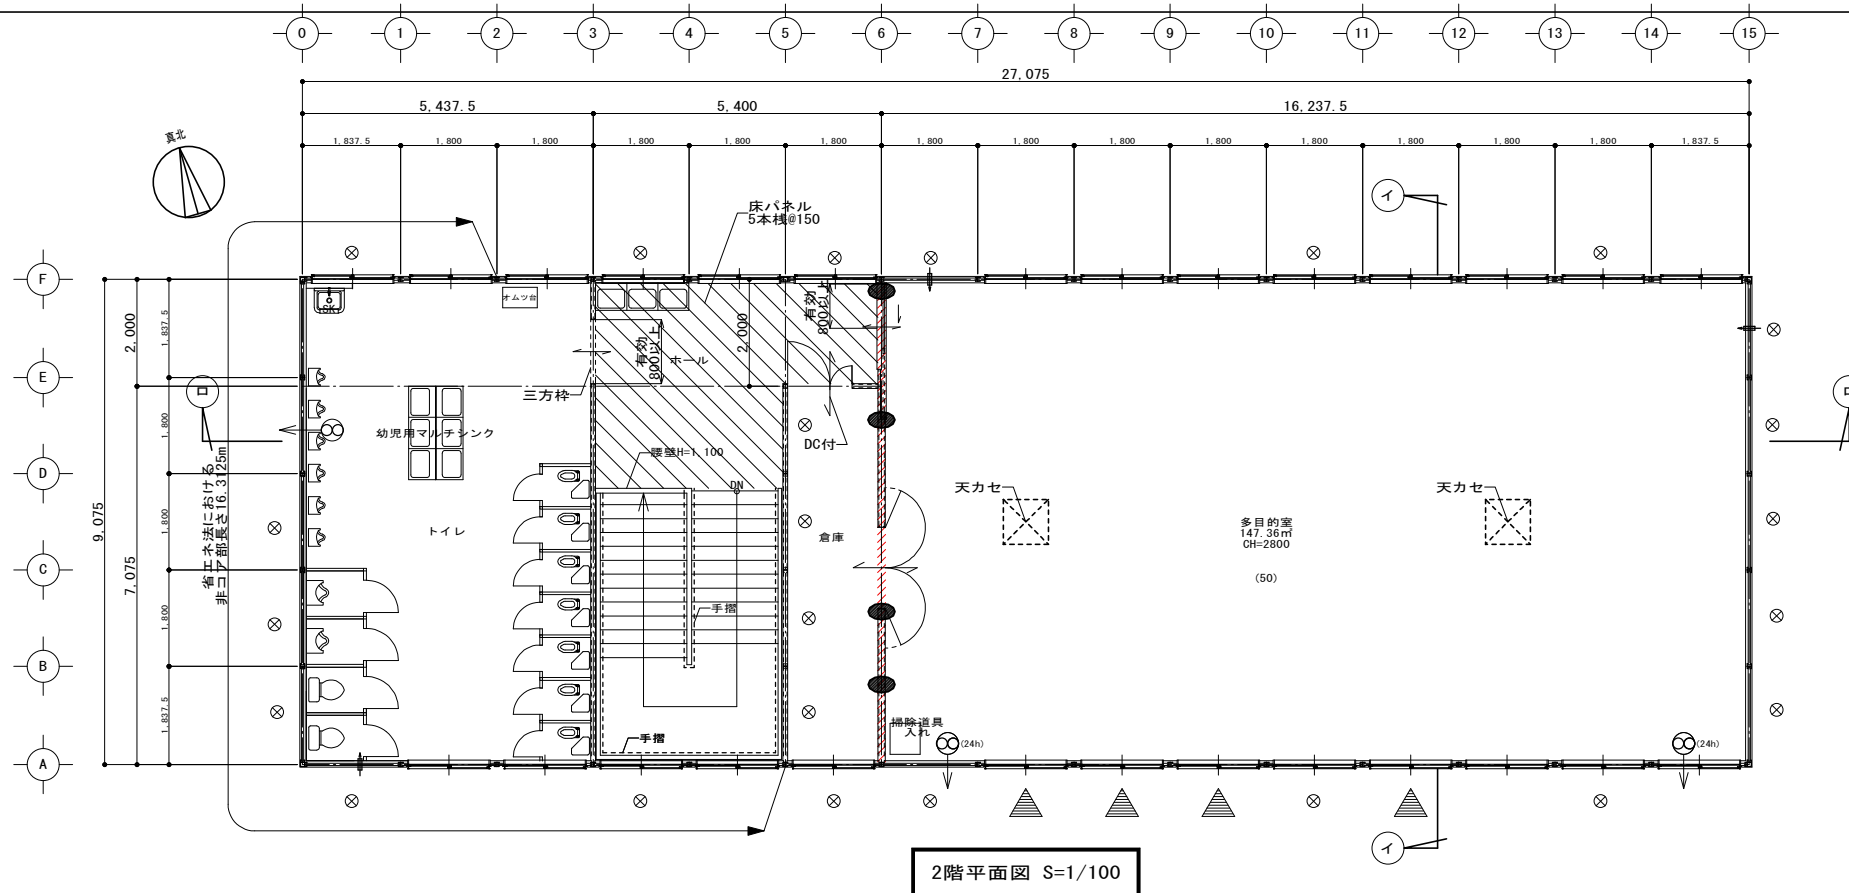 0 1 2 3 4 5 6 7 8 9 10 11 12 13 14 15
27,075
5,437.5 5,400 16,237.5
1,837.5 1,800 1,800 1,800 1,800 1,800 1,800 1,800 1,800 1,800 1,800 1,800 1,800 1,800 1,837.5
真北
イ
床パネル
5本桟@150
F
E
D
C
B
A
9,075
2,000
7,075
1,837.5
1,800
1,800
1,800
1,837.5
ロ
ロ
省エネ法における
非コア部長さ16.3125m
SK
オムツ台
有効
800以上
2,000
有効
800以上
ホール
三方枠
幼児用マルチシンク
DC付
腰壁H=1,100
DN
トイレ
倉庫
天カセ
天カセ
多目的室
147.36㎡
CH=2800
(50)
手摺
手摺
掃除道具
入れ
(24h)
(24h)
イ
2階平面図 S=1/100